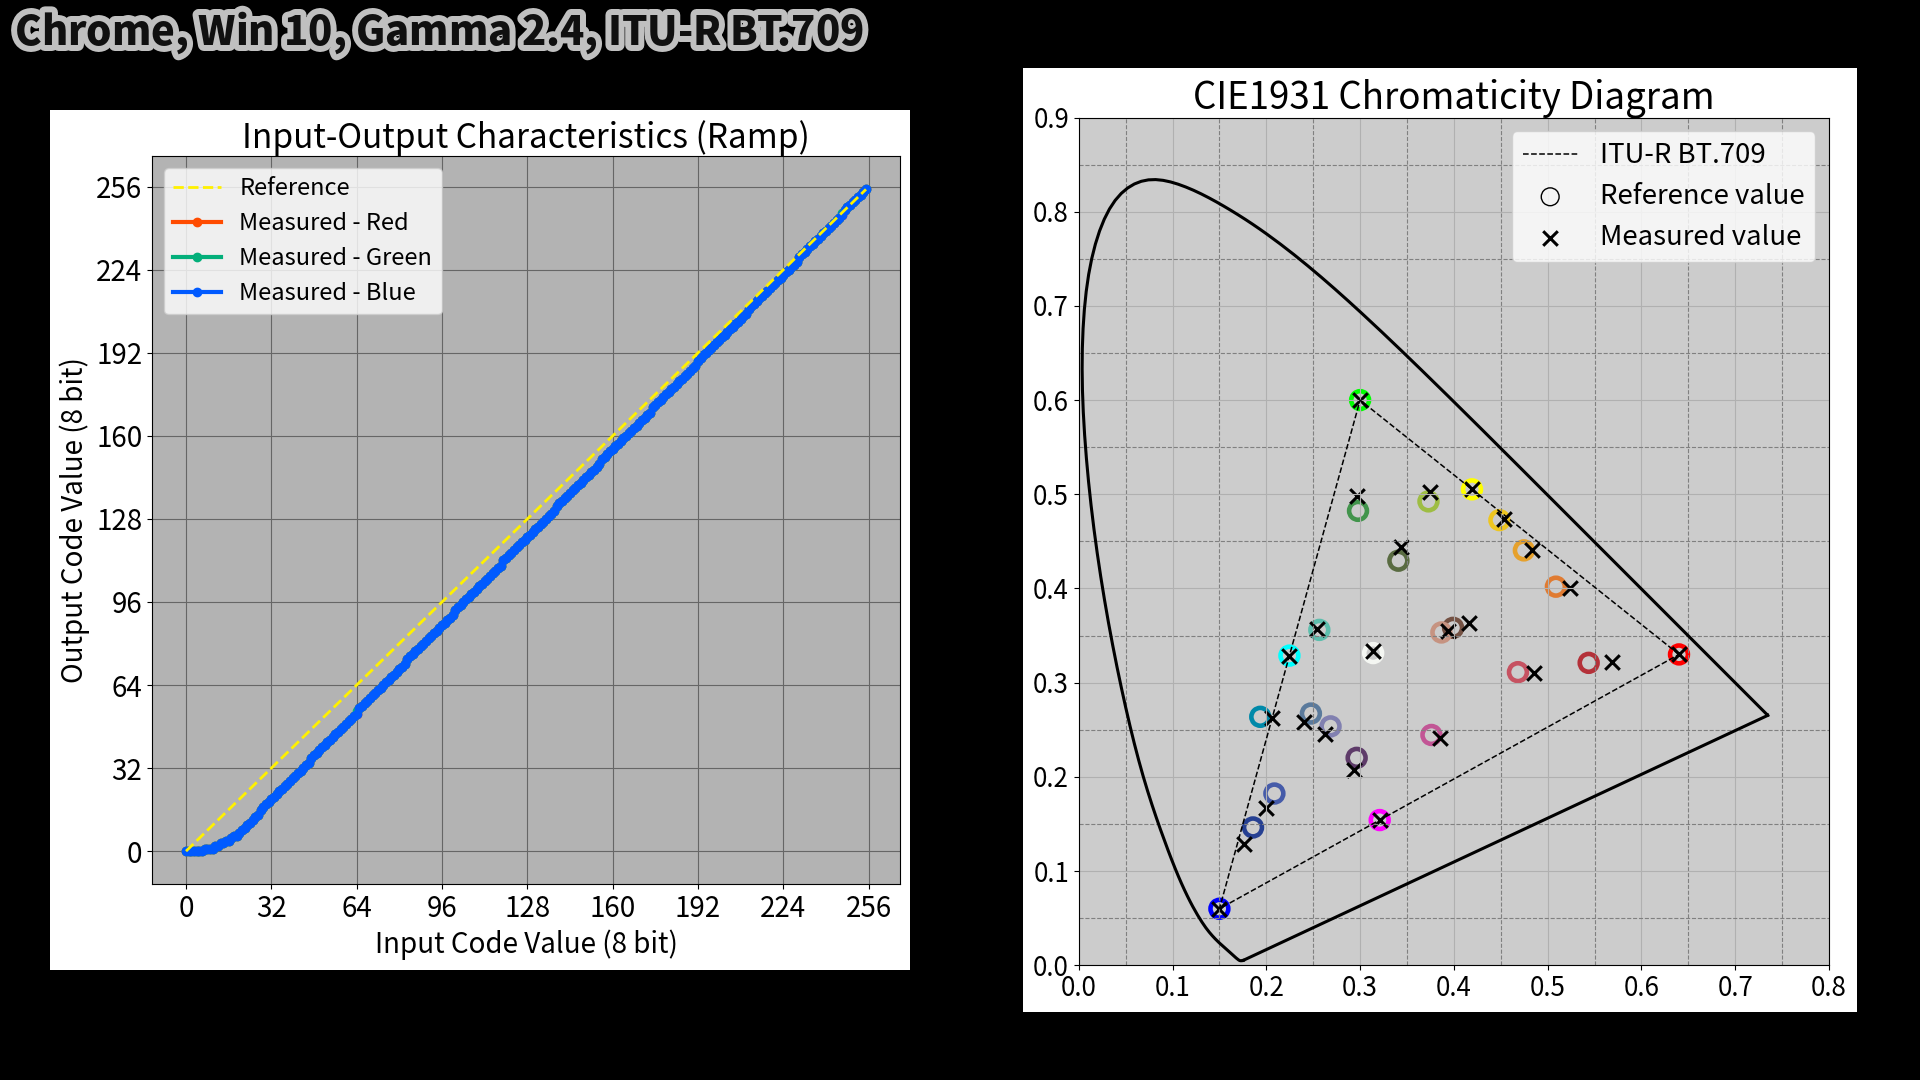 Chrome, Win 10, Gamma 2.4, ITU-R BT.709
Input-Output Characteristics (Ramp)
Reference
Measured - Red
Measured - Green
Measured - Blue
Output Code Value (8 bit)
256
224
192
160
128
96
64
32
0
0 32 64 96 128 160 192 224 256
Input Code Value (8 bit)
CIE1931 Chromaticity Diagram
ITU-R BT.709
Reference value
Measured value
0.9
0.8
0.7
0.6
0.5
0.4
0.3
0.2
0.1
0.0
0.0 0.1 0.2 0.3 0.4 0.5 0.6 0.7 0.8